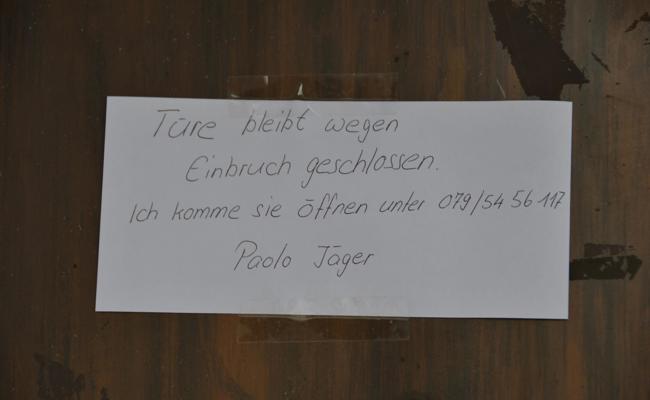 Türe bleibt wegen
Einbruch geschlossen.
Ich komme sie öffnen unter 079/54 56 117
Paolo Jäger